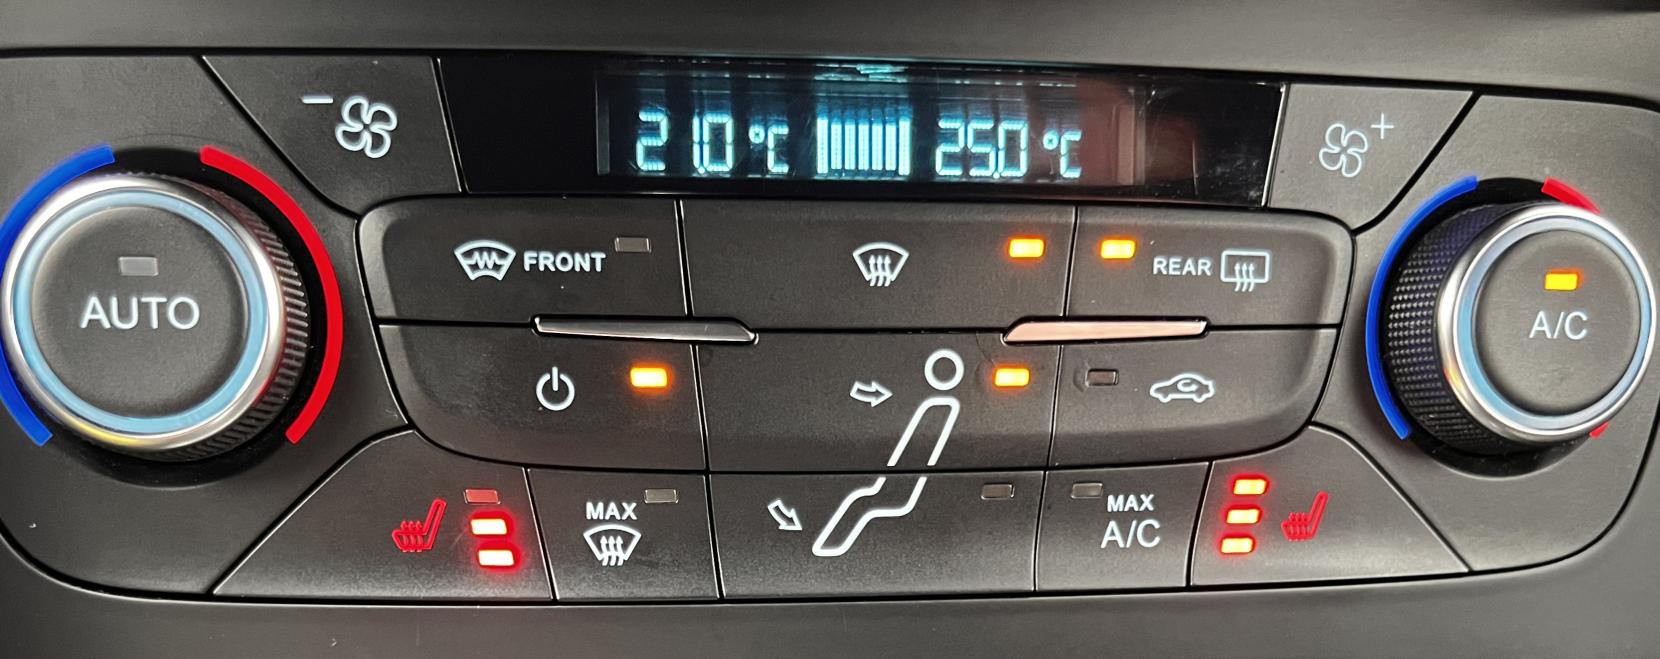 21.0 °C 25.0 °C
FRONT
REAR
AUTO
A/C
MAX
MAX
A/C